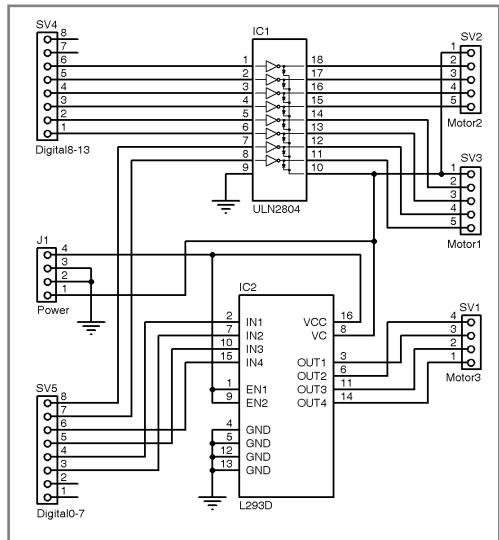 SV4
8
7
6
5
4
3
2
1
Digital8-13
IC1
1
2
3
4
5
6
7
8
9
18
17
16
15
14
13
12
11
10
ULN2804
SV2
1
2
3
4
5
Motor2
SV3
1
2
3
4
5
Motor1
J1
4
3
2
1
Power
IC2
2 IN1
7 IN2
10 IN3
15 IN4
1 EN1
9 EN2
4 GND
5 GND
12 GND
13 GND
VCC 16
VC 8
OUT1 3
OUT2 6
OUT3 11
OUT4 14
L293D
SV1
4
3
2
1
Motor3
SV5
8
7
6
5
4
3
2
1
Digital0-7